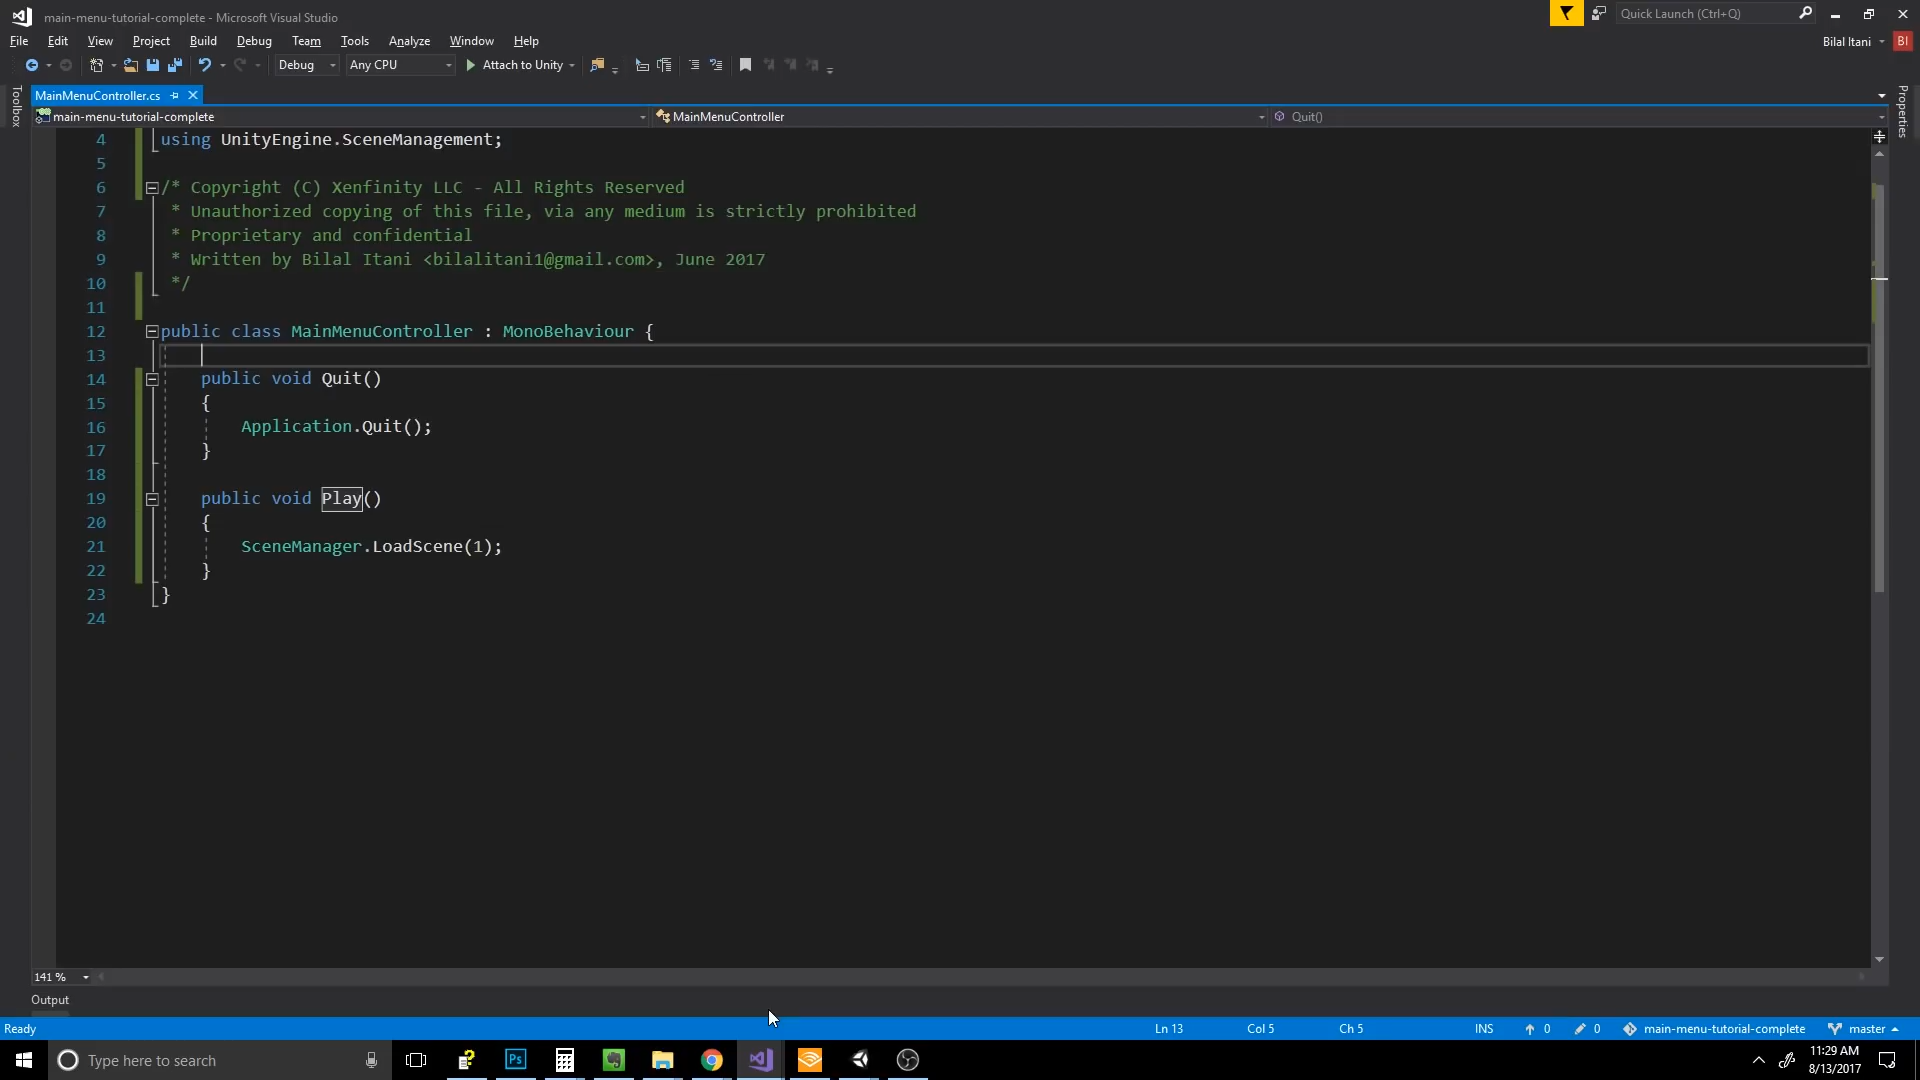 main-menu-tutorial-complete - Microsoft Visual Studio
Quick Launch (Ctrl+Q)
File Edit View Project Build Debug Team Tools Analyze Window Help
Bilal Itani
BI
Debug
Any CPU
Attach to Unity
Toolbox
Properties
MainMenuController.cs
main-menu-tutorial-complete
MainMenuController
Quit()
4 using UnityEngine.SceneManagement;
5
6 /* Copyright (C) Xenfinity LLC - All Rights Reserved
7 * Unauthorized copying of this file, via any medium is strictly prohibited
8 * Proprietary and confidential
9 * Written by Bilal Itani <bilalitani1@gmail.com>, June 2017
10 */
11
12 public class MainMenuController : MonoBehaviour {
13
14 public void Quit()
15 {
16 Application.Quit();
17 }
18
19 public void Play()
20 {
21 SceneManager.LoadScene(1);
22 }
23 }
24
141 %
Output
Ready
Ln 13
Col 5
Ch 5
INS
0
0
main-menu-tutorial-complete
master
Type here to search
Ps
11:29 AM
8/13/2017